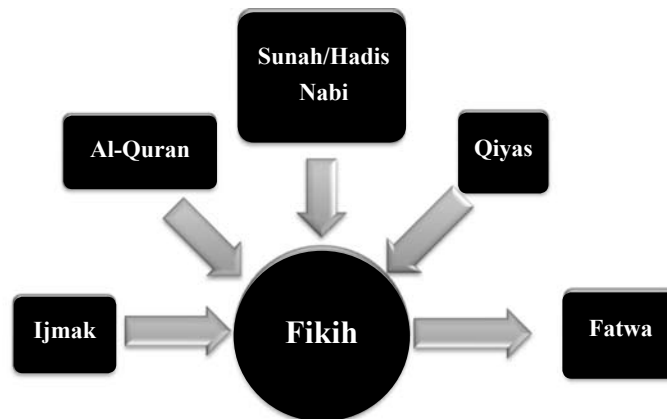 Sunah/Hadis
Nabi
Al-Quran
Qiyas
Ijmak
Fikih
Fatwa